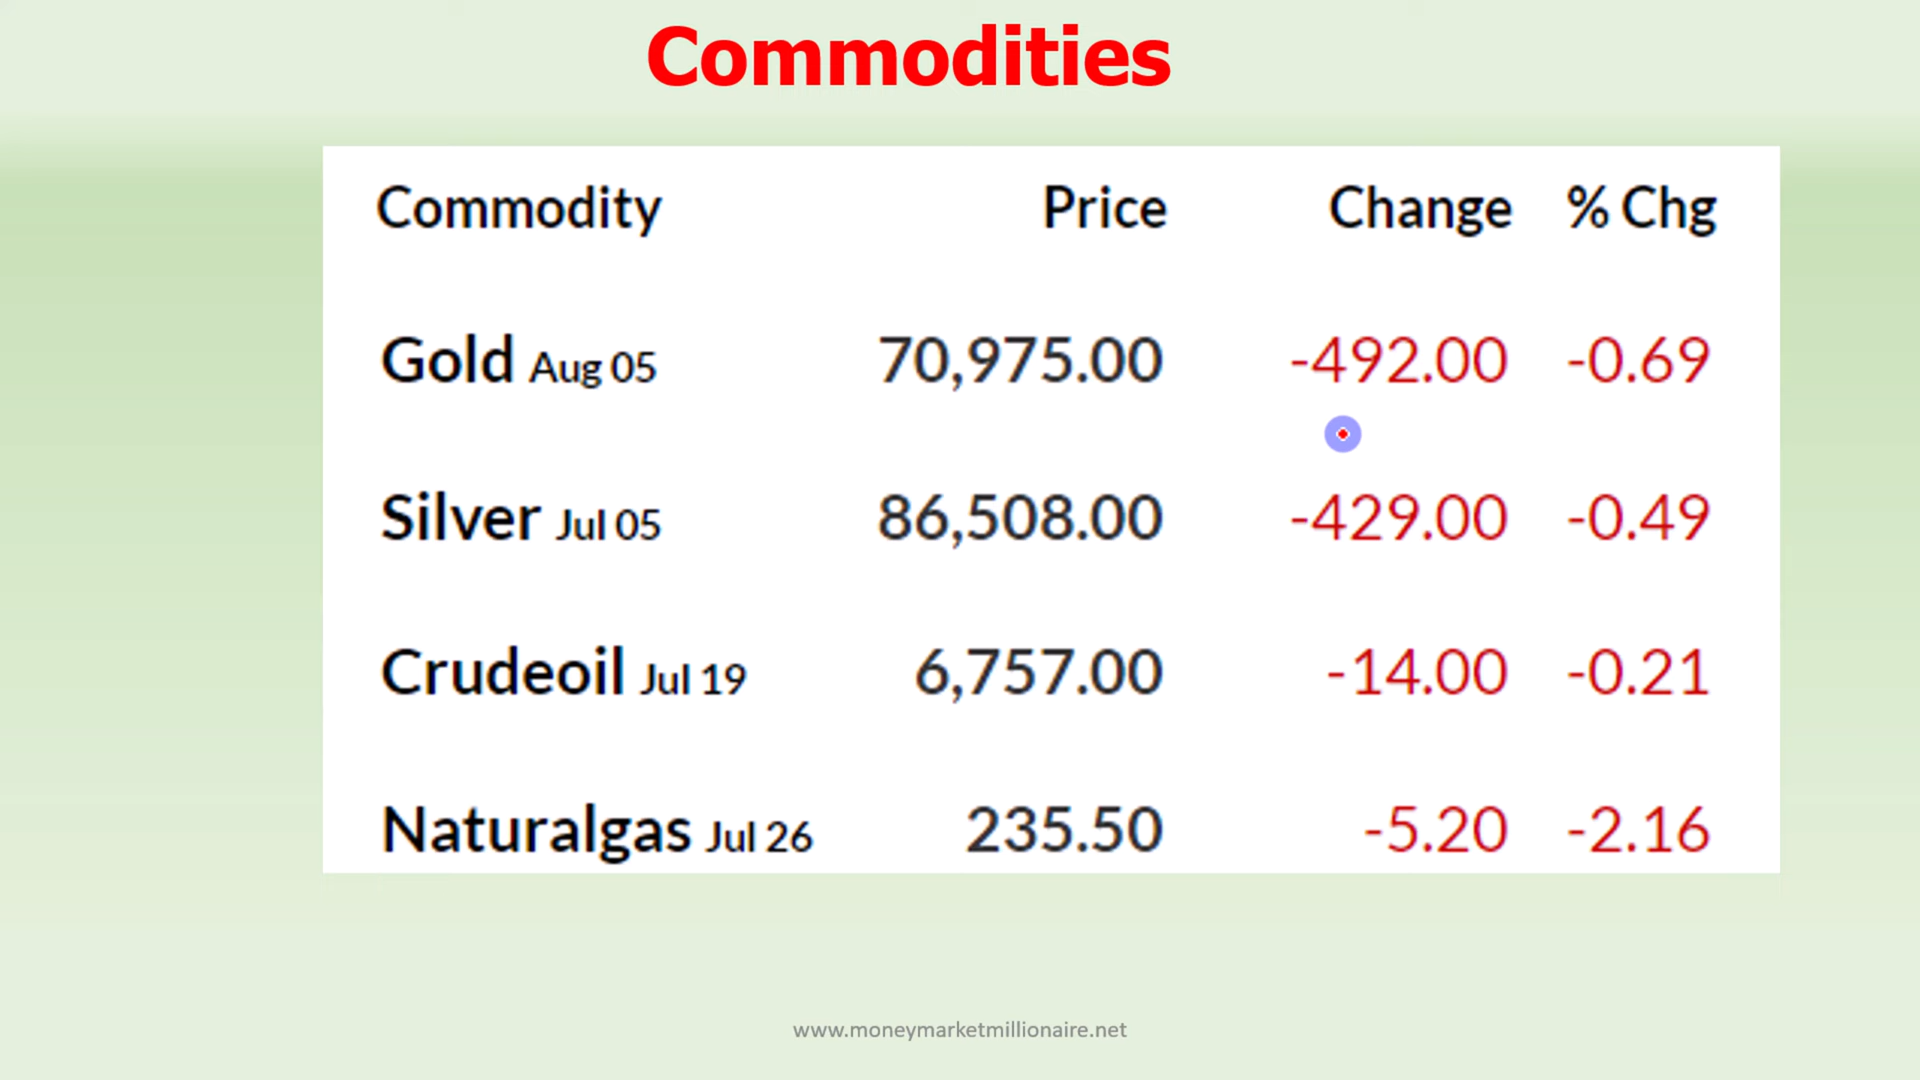 Commodities
Commodity Price Change % Chg
Gold Aug 05 70,975.00 -492.00 -0.69
Silver Jul 05 86,508.00 -429.00 -0.49
Crudeoil Jul 19 6,757.00 -14.00 -0.21
Naturalgas Jul 26 235.50 -5.20 -2.16
www.moneymarketmillionaire.net